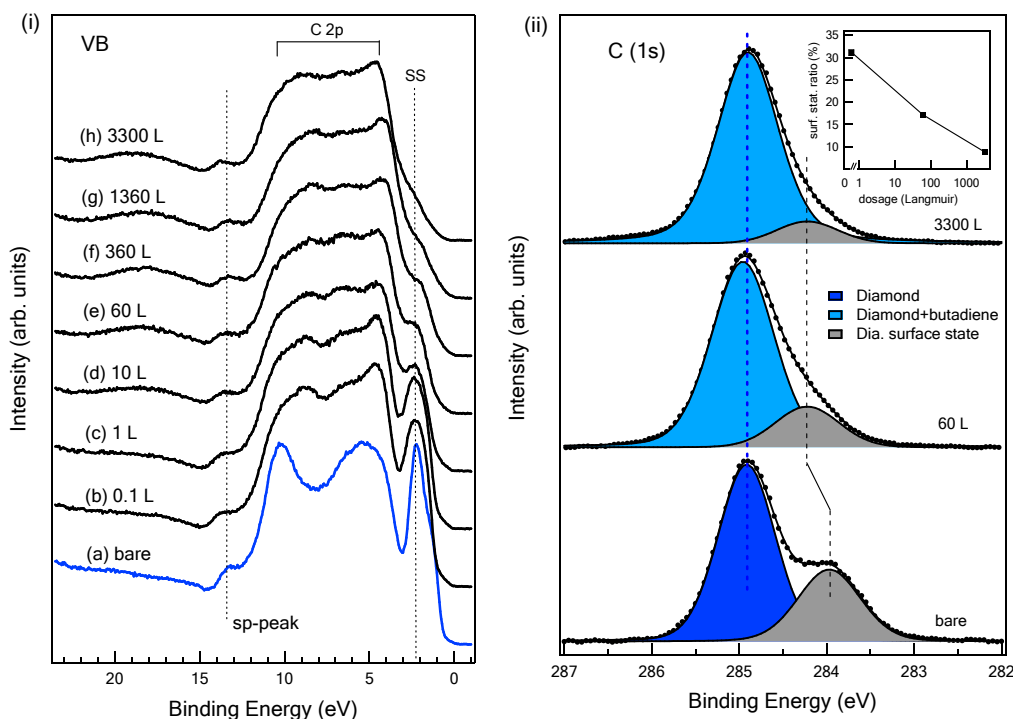 (i)
VB
C 2p
SS
(h) 3300 L
(g) 1360 L
(f) 360 L
(e) 60 L
(d) 10 L
(c) 1 L
(b) 0.1 L
(a) bare
sp-peak
Intensity (arb. units)
20 15 10 5 0
Binding Energy (eV)
(ii)
C (1s)
surf. stat. ratio (%)
35
30
25
20
15
10
0 1 10 100 1000
dosage (Langmuir)
3300 L
Diamond
Diamond+butadiene
Dia. surface state
60 L
bare
Intensity (arb. units)
287 286 285 284 283 282
Binding Energy (eV)